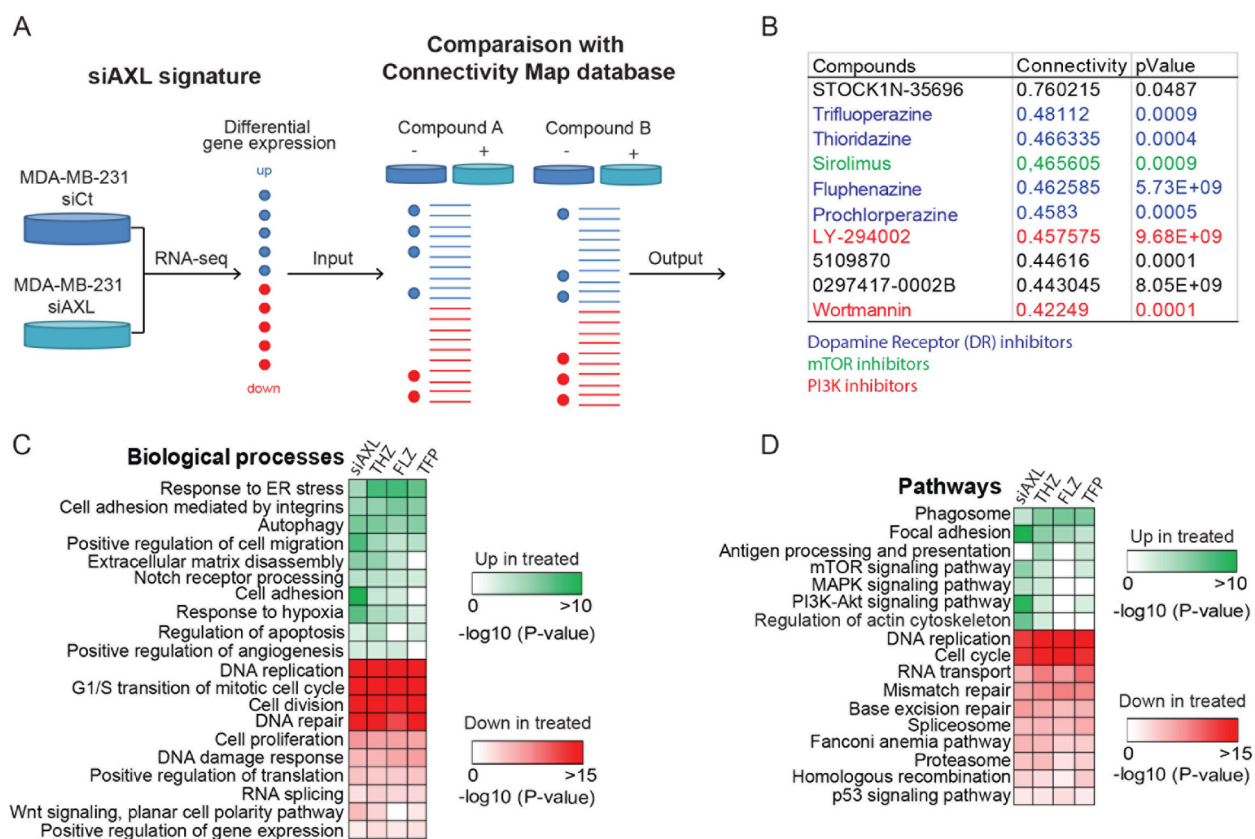 A
siAXL signature
Comparaison with
Connectivity Map database
Differential
gene expression
up
MDA-MB-231
siCt
RNA-seq
MDA-MB-231
siAXL
down
Input
Compound A
- +
Compound B
- +
Output
B
Compounds Connectivity pValue
STOCK1N-35696 0.760215 0.0487
Trifluoperazine 0.48112 0.0009
Thioridazine 0.466335 0.0004
Sirolimus 0,465605 0.0009
Fluphenazine 0.462585 5.73E+09
Prochlorperazine 0.4583 0.0005
LY-294002 0.457575 9.68E+09
5109870 0.44616 0.0001
0297417-0002B 0.443045 8.05E+09
Wortmannin 0.42249 0.0001
Dopamine Receptor (DR) inhibitors
mTOR inhibitors
PI3K inhibitors
C
Biological processes
siAXL THZ FLZ TFP
Response to ER stress
Cell adhesion mediated by integrins
Autophagy
Positive regulation of cell migration
Extracellular matrix disassembly
Notch receptor processing
Cell adhesion
Response to hypoxia
Regulation of apoptosis
Positive regulation of angiogenesis
DNA replication
G1/S transition of mitotic cell cycle
Cell division
DNA repair
Cell proliferation
DNA damage response
Positive regulation of translation
RNA splicing
Wnt signaling, planar cell polarity pathway
Positive regulation of gene expression
Up in treated
0 >10
-log10 (P-value)
Down in treated
0 >15
-log10 (P-value)
D
Pathways
siAXL THZ FLZ TFP
Phagosome
Focal adhesion
Antigen processing and presentation
mTOR signaling pathway
MAPK signaling pathway
PI3K-Akt signaling pathway
Regulation of actin cytoskeleton
DNA replication
Cell cycle
RNA transport
Mismatch repair
Base excision repair
Spliceosome
Fanconi anemia pathway
Proteasome
Homologous recombination
p53 signaling pathway
Up in treated
0 >10
-log10 (P-value)
Down in treated
0 >15
-log10 (P-value)